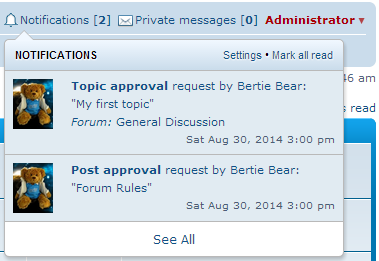 Notifications [2] Private messages [0] Administrator ▾
NOTIFICATIONS Settings • Mark all read
46 am
Topic approval request by Bertie Bear:
"My first topic"
Forum: General Discussion
Sat Aug 30, 2014 3:00 pm
s read
Post approval request by Bertie Bear:
"Forum Rules"
Sat Aug 30, 2014 3:00 pm
See All